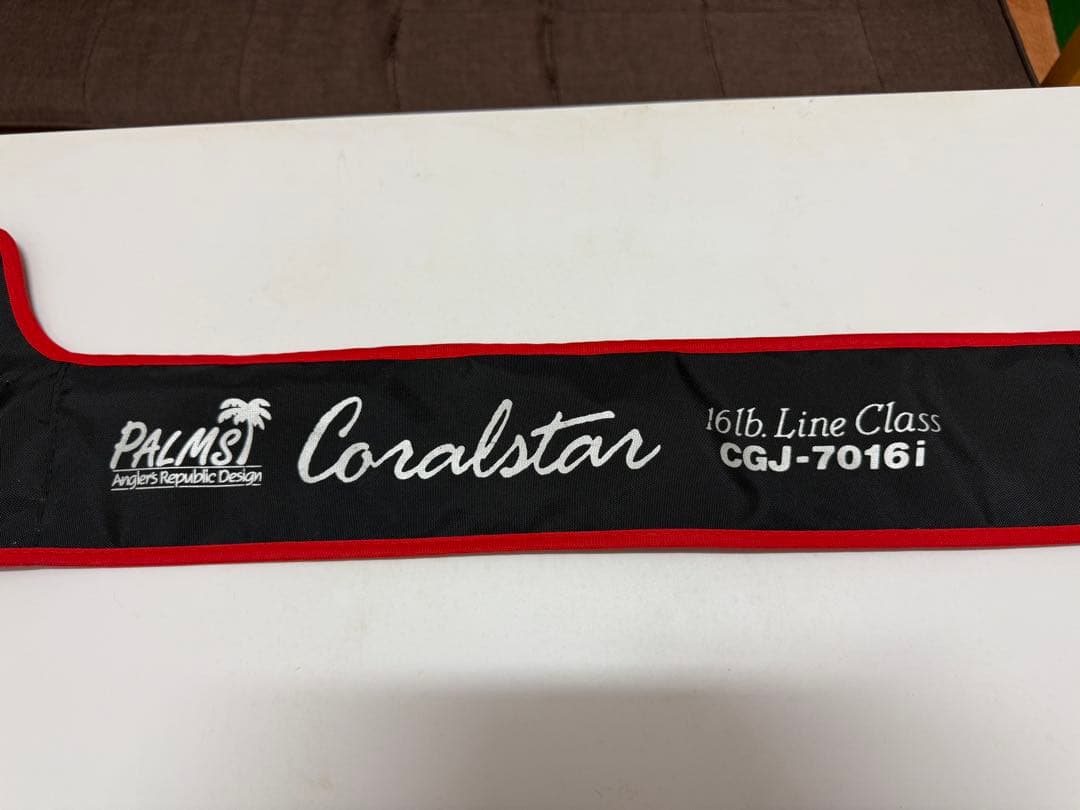 PALMS
Anglers Republic Design
Coralstar
16lb. Line Class
CGJ-7016i